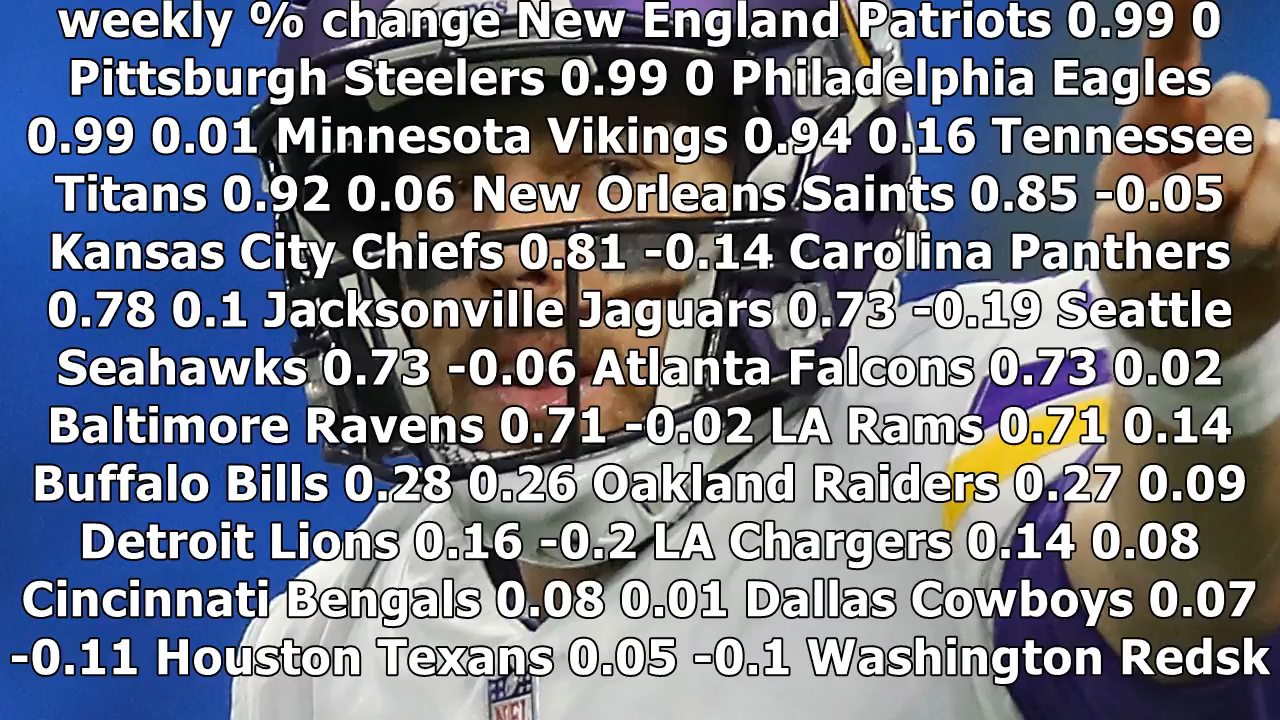 weekly % change New England Patriots 0.99 0
Pittsburgh Steelers 0.99 0 Philadelphia Eagles
0.99 0.01 Minnesota Vikings 0.94 0.16 Tennessee
Titans 0.92 0.06 New Orleans Saints 0.85 -0.05
Kansas City Chiefs 0.81 -0.14 Carolina Panthers
0.78 0.1 Jacksonville Jaguars 0.73 -0.19 Seattle
Seahawks 0.73 -0.06 Atlanta Falcons 0.73 0.02
Baltimore Ravens 0.71 -0.02 LA Rams 0.71 0.14
Buffalo Bills 0.28 0.26 Oakland Raiders 0.27 0.09
Detroit Lions 0.16 -0.2 LA Chargers 0.14 0.08
Cincinnati Bengals 0.08 0.01 Dallas Cowboys 0.07
-0.11 Houston Texans 0.05 -0.1 Washington Redsk
NFL